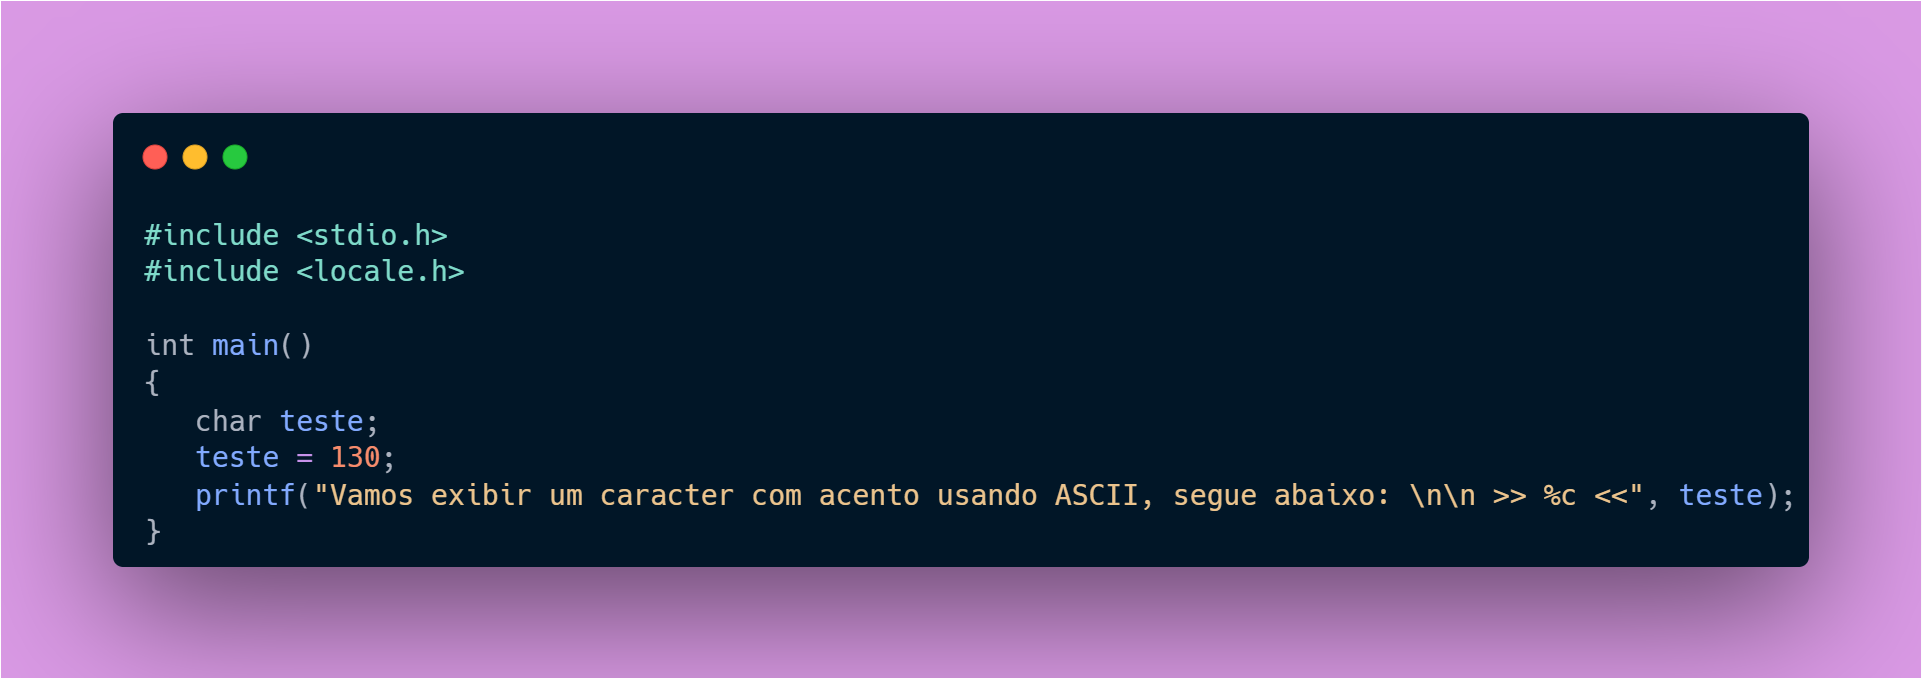 #include <stdio.h>
#include <locale.h>
int main()
{
char teste;
teste = 130;
printf("Vamos exibir um caracter com acento usando ASCII, segue abaixo: \n\n >> %c <<", teste);
}